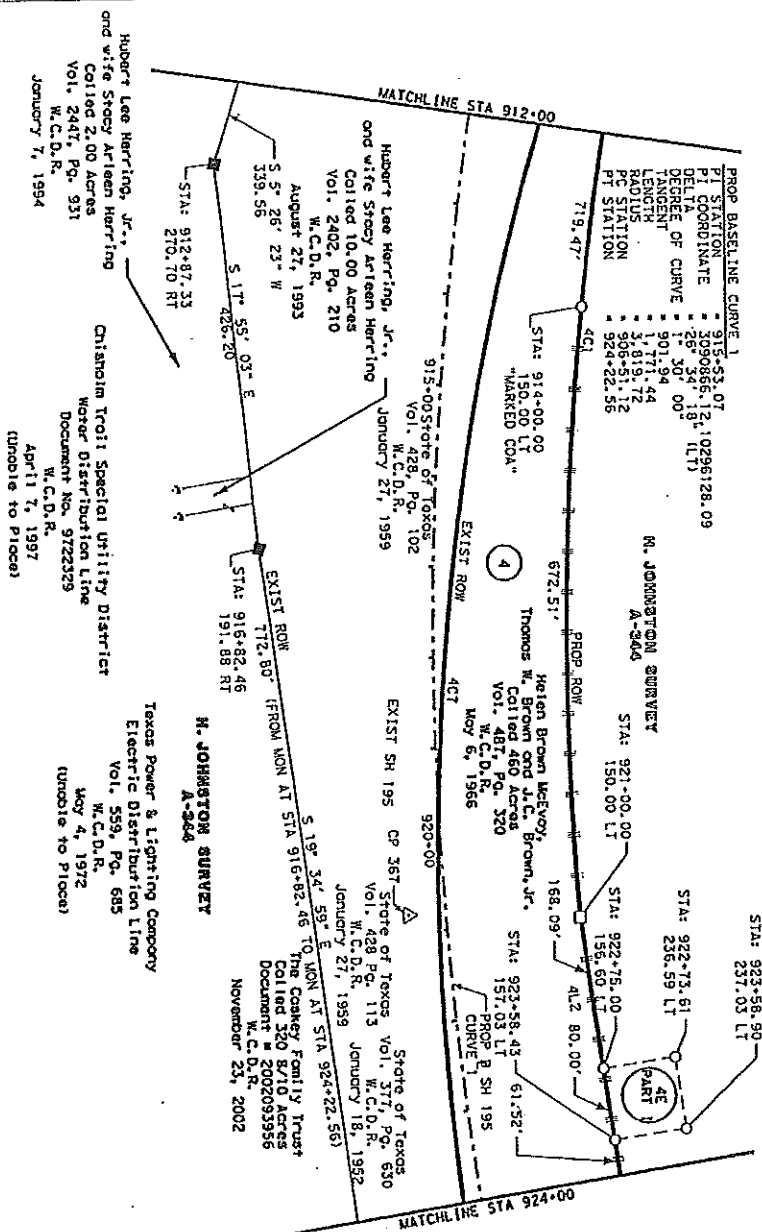 PROP BASELINE CURVE 1
PI STATION = 915+53.07
PI COORDINATE = 3090866.12,10296128.09
DELTA = 26° 34' 18" (LT)
DEGREE OF CURVE = 1° 30' 00"
TANGENT = 901.94
LENGTH = 1,771.44
RADIUS = 3,819.72
PC STATION = 906+51.12
PT STATION = 924+22.56
MATCHLINE STA 912+00
719.47'
4C1
STA: 914+00.00
150.00 LT
"MARKED COA"
M. JOHNSTON SURVEY
A-344
672.51'
PROP ROW
STA: 921+00.00
150.00 LT
168.09'
STA: 922+75.00
156.60 LT
STA: 922+73.61
236.59 LT
STA: 923+56.90
237.03 LT
4E
PART 1
4L2 80.00'
61.52'
STA: 923+58.43
157.03 LT
4
Helen Brown McEvoy,
Thomas W. Brown and J.C. Brown, Jr.
Called 460 Acres
Vol. 487, Pg. 320
W.C.D.R.
May 6, 1966
EXIST ROW
4C7
915+00
State of Texas
Vol. 428, Pg. 102
W.C.D.R.
January 27, 1959
920+00
PROP B SH 195
CURVE 1
EXIST SH 195
CP 367
State of Texas
Vol. 428 Pg. 113
W.C.D.R.
January 27, 1959
State of Texas
Vol. 377, Pg. 630
W.C.D.R.
January 18, 1952
MATCHLINE STA 924+00
Hubert Lee Herring, Jr.,
and wife Stacy Arleen Herring
Called 10.00 Acres
Vol. 2402, Pg. 210
W.C.D.R.
August 27, 1993
S 5° 26' 23" W
339.56
STA: 912+87.33
270.70 RT
S 17° 55' 03" E
426.20
STA: 916+82.46
191.88 RT
EXIST ROW
S 19° 34' 59" E
772.80' (FROM MON AT STA 916+82.46 TO MON AT STA 924+22.56)
The Caskey Family Trust
Called 320 8/10 Acres
Document # 2002093956
W.C.D.R.
November 23, 2002
M. JOHNSTON SURVEY
A-344
Hubert Lee Herring, Jr.,
and wife Stacy Arleen Herring
Called 2.00 Acres
Vol. 2447, Pg. 931
W.C.D.R.
January 7, 1994
Chisholm Trail Special Utility District
Water Distribution Line
Document No. 9722329
W.C.D.R.
April 7, 1997
(Unable to Place)
Texas Power & Lighting Company
Electric Distribution Line
Vol. 559, Pg. 685
W.C.D.R.
May 4, 1972
(Unable to Place)